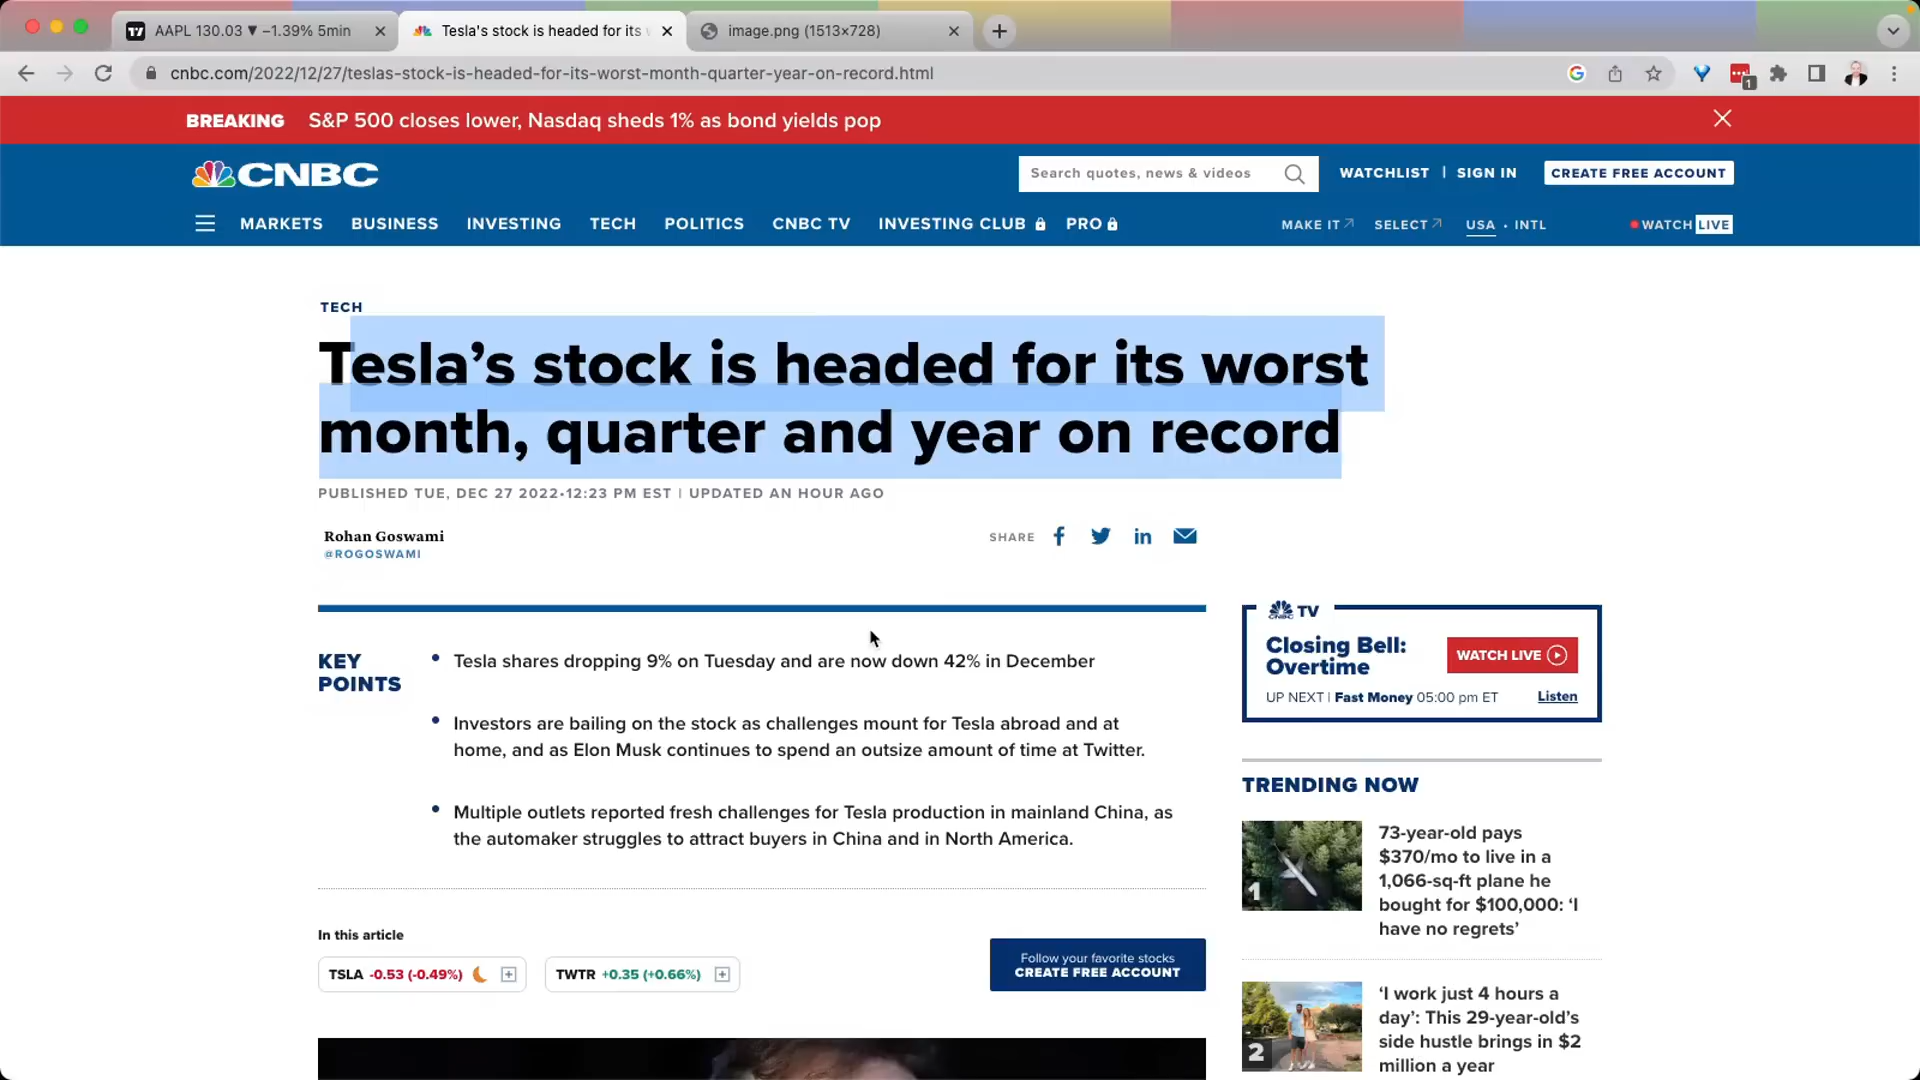 AAPL 130.03 ▼ −1.39% 5min
Tesla's stock is headed for its
image.png (1513×728)
cnbc.com/2022/12/27/teslas-stock-is-headed-for-its-worst-month-quarter-year-on-record.html
1
BREAKING S&P 500 closes lower, Nasdaq sheds 1% as bond yields pop
CNBC
Search quotes, news & videos
WATCHLIST | SIGN IN
CREATE FREE ACCOUNT
MARKETS BUSINESS INVESTING TECH POLITICS CNBC TV INVESTING CLUB PRO
MAKE IT SELECT USA • INTL
WATCH LIVE
TECH
Tesla’s stock is headed for its worst
month, quarter and year on record
PUBLISHED TUE, DEC 27 2022•12:23 PM EST | UPDATED AN HOUR AGO
Rohan Goswami
@ROGOSWAMI
SHARE
KEY
POINTS
• Tesla shares dropping 9% on Tuesday and are now down 42% in December
• Investors are bailing on the stock as challenges mount for Tesla abroad and at
home, and as Elon Musk continues to spend an outsize amount of time at Twitter.
• Multiple outlets reported fresh challenges for Tesla production in mainland China, as
the automaker struggles to attract buyers in China and in North America.
In this article
TSLA -0.53 (-0.49%)
TWTR +0.35 (+0.66%)
Follow your favorite stocks
CREATE FREE ACCOUNT
CNBC TV
Closing Bell:
Overtime
WATCH LIVE
UP NEXT | Fast Money 05:00 pm ET
Listen
TRENDING NOW
1
73-year-old pays
$370/mo to live in a
1,066-sq-ft plane he
bought for $100,000: ‘I
have no regrets’
2
‘I work just 4 hours a
day’: This 29-year-old’s
side hustle brings in $2
million a year